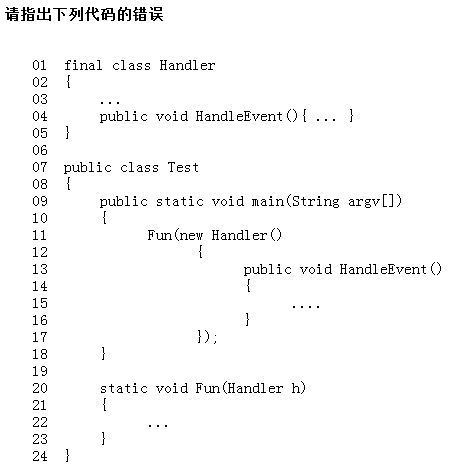 请指出下列代码的错误
01 final class Handler
02 {
03     ...
04     public void HandleEvent(){ ... }
05 }
06
07 public class Test
08 {
09     public static void main(String argv[])
10     {
11           Fun(new Handler()
12                 {
13                       public void HandleEvent()
14                       {
15                             ....
16                       }
17                 });
18     }
19
20     static void Fun(Handler h)
21     {
22           ...
23     }
24 }